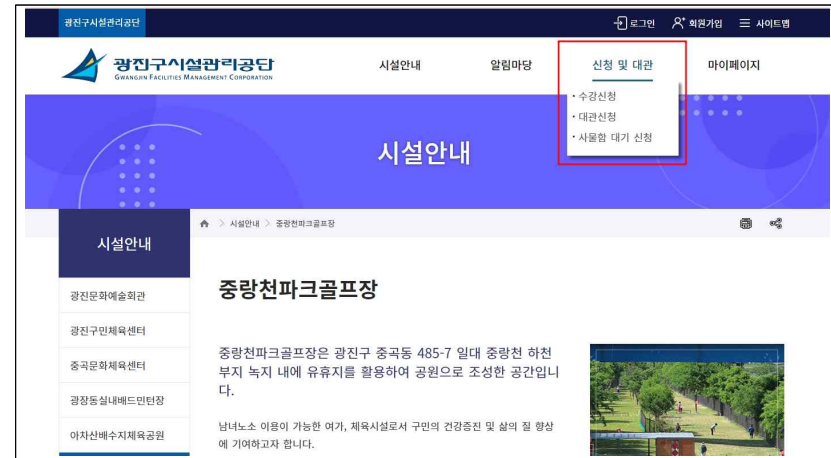 광진구시설관리공단
로그인 회원가입 사이트맵
광진구시설관리공단
GWANGJIN FACILITIES MANAGEMENT CORPORATION
시설안내 알림마당 신청 및 대관 마이페이지
· 수강신청
· 대관신청
· 사물함 대기 신청
시설안내
> 시설안내 > 중랑천파크골프장
시설안내
광진문화예술회관
광진구민체육센터
중곡문화체육센터
광장동실내배드민턴장
아차산배수지체육공원
중랑천파크골프장
중랑천파크골프장은 광진구 중곡동 485-7 일대 중랑천 하천
부지 녹지 내에 유휴지를 활용하여 공원으로 조성한 공간입니
다.
남녀노소 이용이 가능한 여가, 체육시설로서 구민의 건강증진 및 삶의 질 향상
에 기여하고자 합니다.